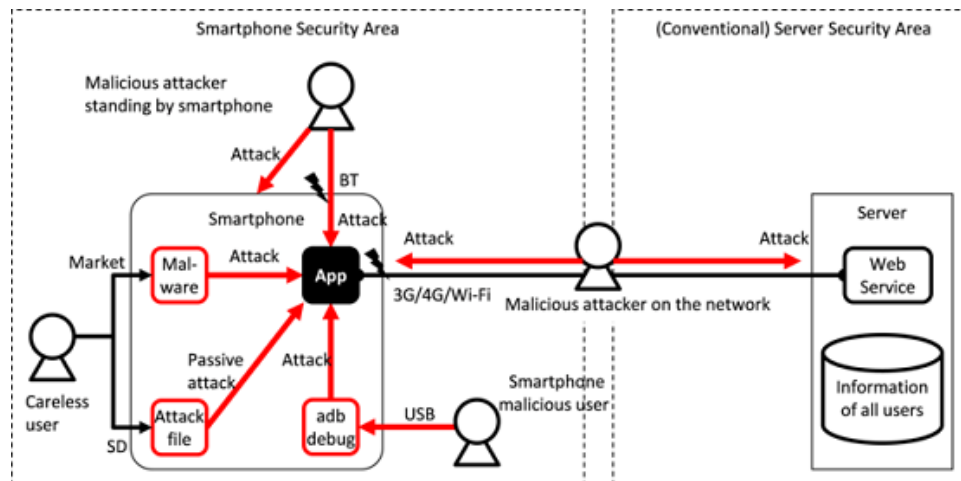 Smartphone Security Area
(Conventional) Server Security Area
Malicious attacker
standing by smartphone
Attack
BT
Smartphone
Attack
Server
Market
Mal-
ware
Attack
App
Attack
Attack
Web
Service
3G/4G/Wi-Fi
Malicious attacker on the network
Careless
user
Passive
attack
Attack
Smartphone
malicious user
Information
of all users
SD
Attack
file
adb
debug
USB